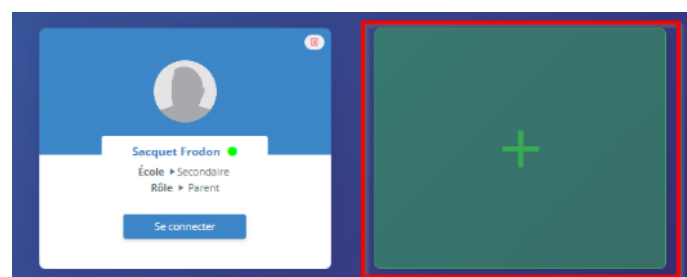 Sacquet Frodon
École ▸ Secondaire
Rôle ▸ Parent
Se connecter